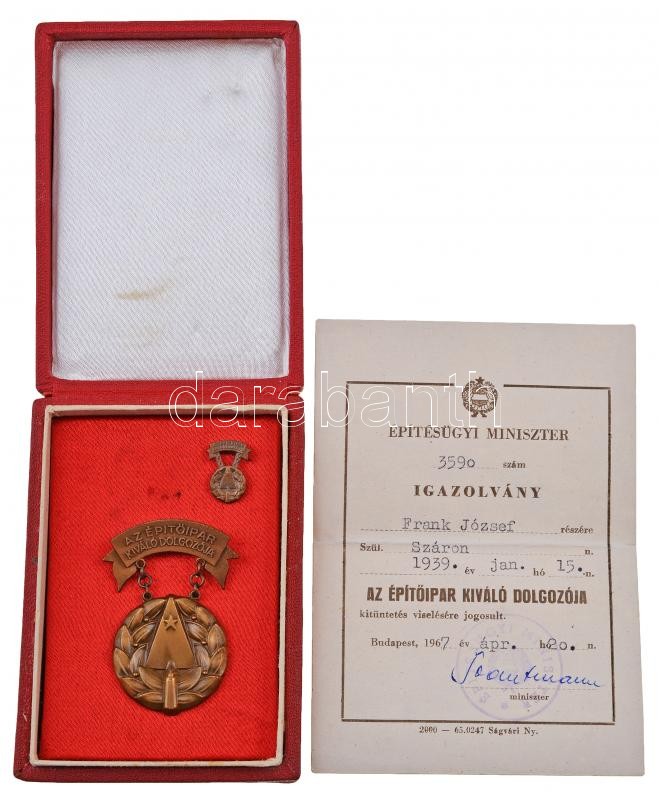 AZ ÉPÍTŐIPAR
KIVÁLÓ DOLGOZÓJA
darabanth
ÉPÍTÉSÜGYI MINISZTER
3590 szám
IGAZOLVÁNY
Frank József részére
Szül. Száron n.
1939. év jan. hó 15. n.
AZ ÉPÍTŐIPAR KIVÁLÓ DOLGOZÓJA
kitüntetés viselésére jogosult.
Budapest, 1967 év ápr. hó 20. n.
miniszter
2000 — 65.0247 Ságvári Ny.